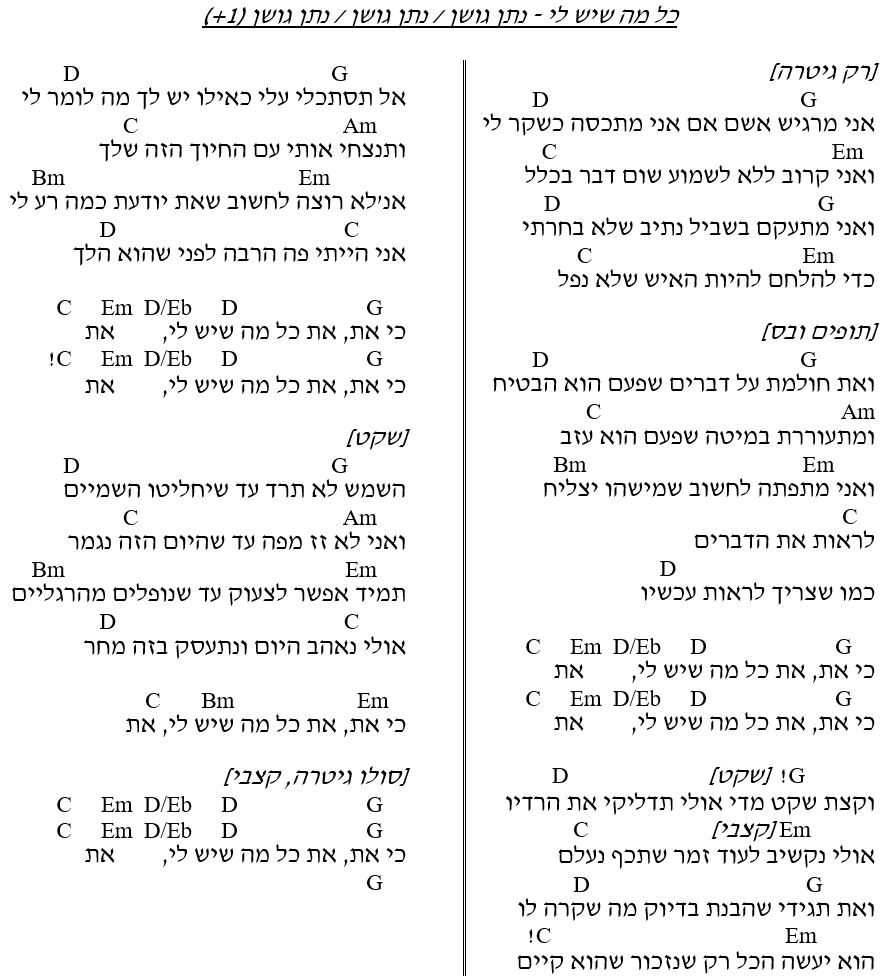 כל מה שיש לי - נתן גושן / נתן גושן / נתן גושן (+1)
[רק גיטרה]
G D
אני מרגיש אשם אם אני מתכסה כשקר לי
Em C
ואני קרוב ללא לשמוע שום דבר בכלל
G D
ואני מתעקם בשביל נתיב שלא בחרתי
Em C
כדי להלחם להיות האיש שלא נפל
[תופים ובס]
G D
ואת חולמת על דברים שפעם הוא הבטיח
Am C
ומתעוררת במיטה שפעם הוא עזב
Em Bm
ואני מתפתה לחשוב שמישהו יצליח
C
לראות את הדברים
D
כמו שצריך לראות עכשיו
G D D/Eb Em C
כי את, את כל מה שיש לי, את
G D D/Eb Em C
כי את, את כל מה שיש לי, את
G! [שקט] D
וקצת שקט מדי אולי תדליקי את הרדיו
Em [קצבי] C
אולי נקשיב לעוד זמר שתכף נעלם
G D
ואת תגידי שהבנת בדיוק מה שקרה לו
Em C!
הוא יעשה הכל רק שנזכור שהוא קיים
G D
אל תסתכלי עלי כאילו יש לך מה לומר לי
Am C
ותנצחי אותי עם החיוך הזה שלך
Em Bm
אני'לא רוצה לחשוב שאת יודעת כמה רע לי
C D
אני הייתי פה הרבה לפני שהוא הלך
G D D/Eb Em C
כי את, את כל מה שיש לי, את
G D D/Eb Em C!
כי את, את כל מה שיש לי, את
[שקט]
G D
השמש לא תרד עד שיחליטו השמיים
Am C
ואני לא זז מפה עד שהיום הזה נגמר
Em Bm
תמיד אפשר לצעוק עד שנופלים מהרגליים
C D
אולי נאהב היום ונתעסק בזה מחר
Em Bm C
כי את, את כל מה שיש לי, את
[סולו גיטרה, קצבי]
G D D/Eb Em C
G D D/Eb Em C
כי את, את כל מה שיש לי, את
G